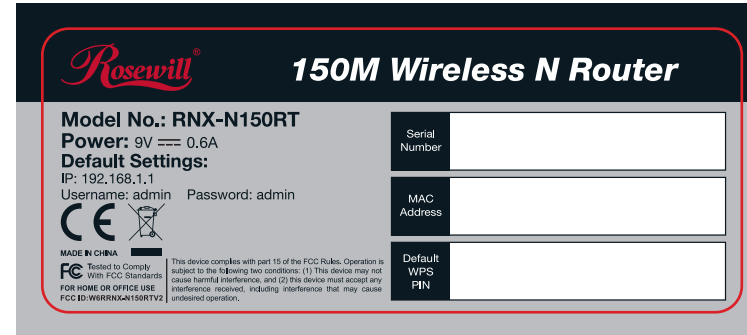 Rosewill®
150M Wireless N Router
Model No.: RNX-N150RT
Power: 9V 0.6A
Default Settings:
IP: 192.168.1.1
Username: admin Password: admin
CE
MADE IN CHINA
FC Tested to Comply
With FCC Standards
FOR HOME OR OFFICE USE
FCC ID:W6RRNX-N150RTV2
This device complies with part 15 of the FCC Rules. Operation is
subject to the following two conditions: (1) This device may not
cause harmful interference, and (2) this device must accept any
interference received, including interference that may cause
undesired operation.
Serial
Number
MAC
Address
Default
WPS
PIN